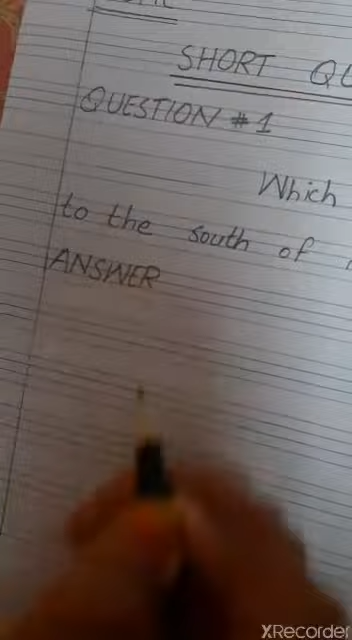 SHORT
QUESTION #1
Which
to the south of
ANSWER
XRecorder